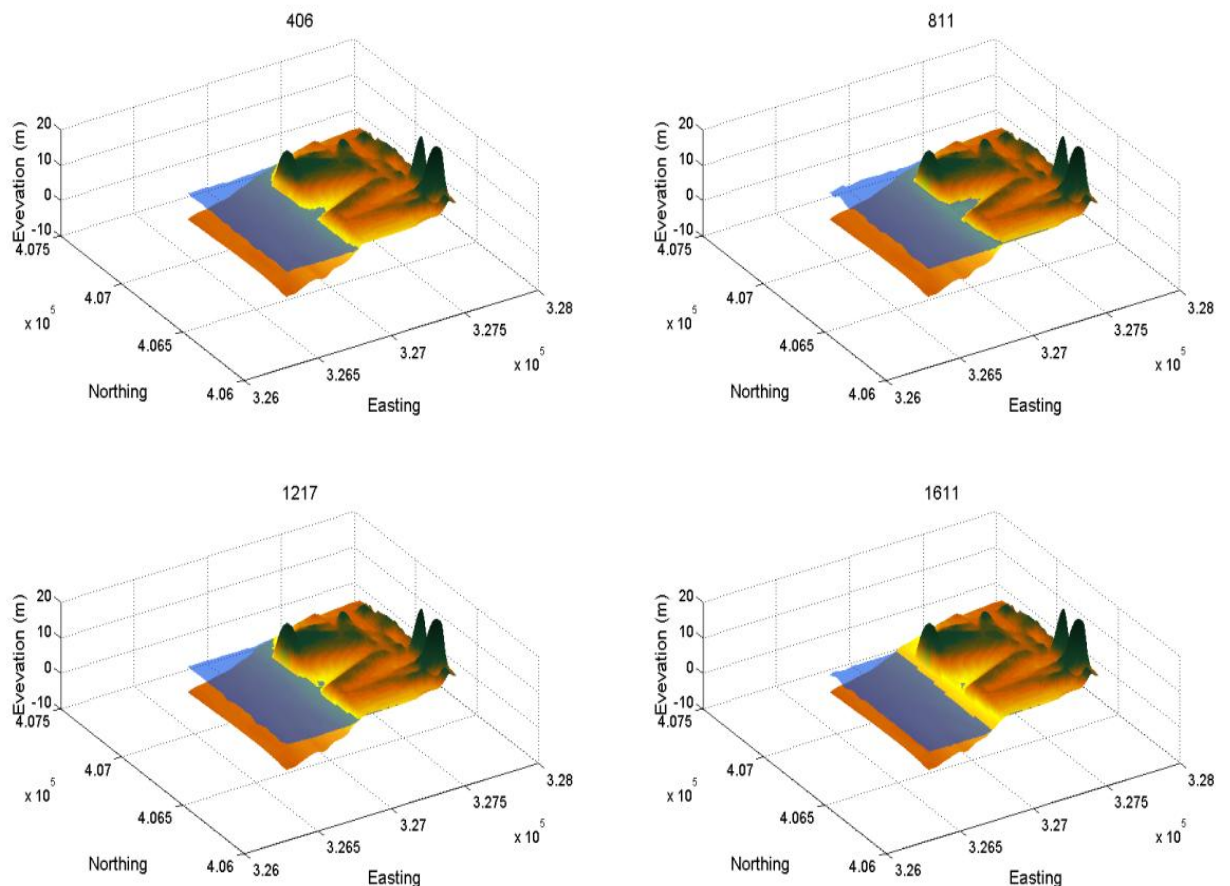 406
20
10
0
-10
Evevation (m)
4.075
4.07
4.065
4.06
x 10 5
Northing
3.26
3.265
3.27
3.275
3.28
x 10 5
Easting
811
20
10
0
-10
Evevation (m)
4.075
4.07
4.065
4.06
x 10 5
Northing
3.26
3.265
3.27
3.275
3.28
x 10 5
Easting
1217
20
10
0
-10
Evevation (m)
4.075
4.07
4.065
4.06
x 10 5
Northing
3.26
3.265
3.27
3.275
3.28
x 10 5
Easting
1611
20
10
0
-10
Evevation (m)
4.075
4.07
4.065
4.06
x 10 5
Northing
3.26
3.265
3.27
3.275
3.28
x 10 5
Easting